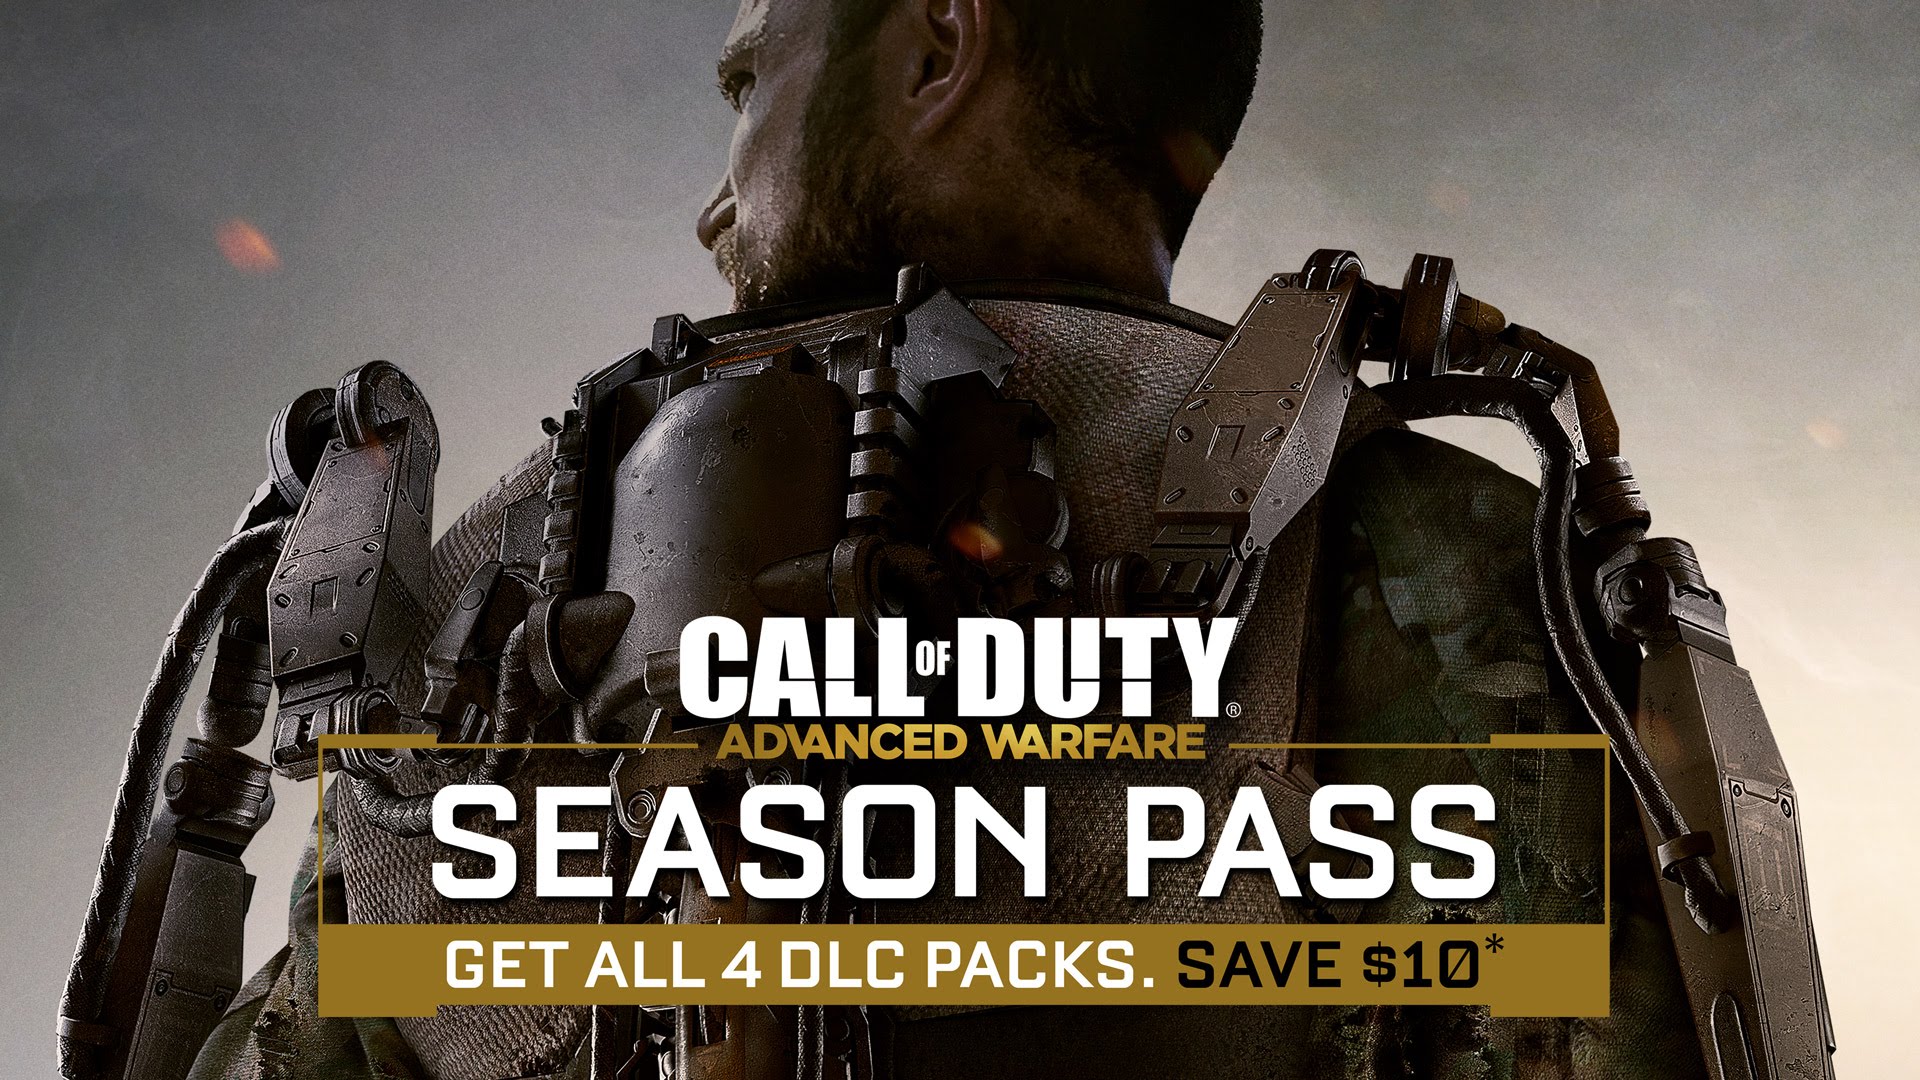 CALL OF DUTY®
ADVANCED WARFARE
SEASON PASS
GET ALL 4 DLC PACKS. SAVE $10*